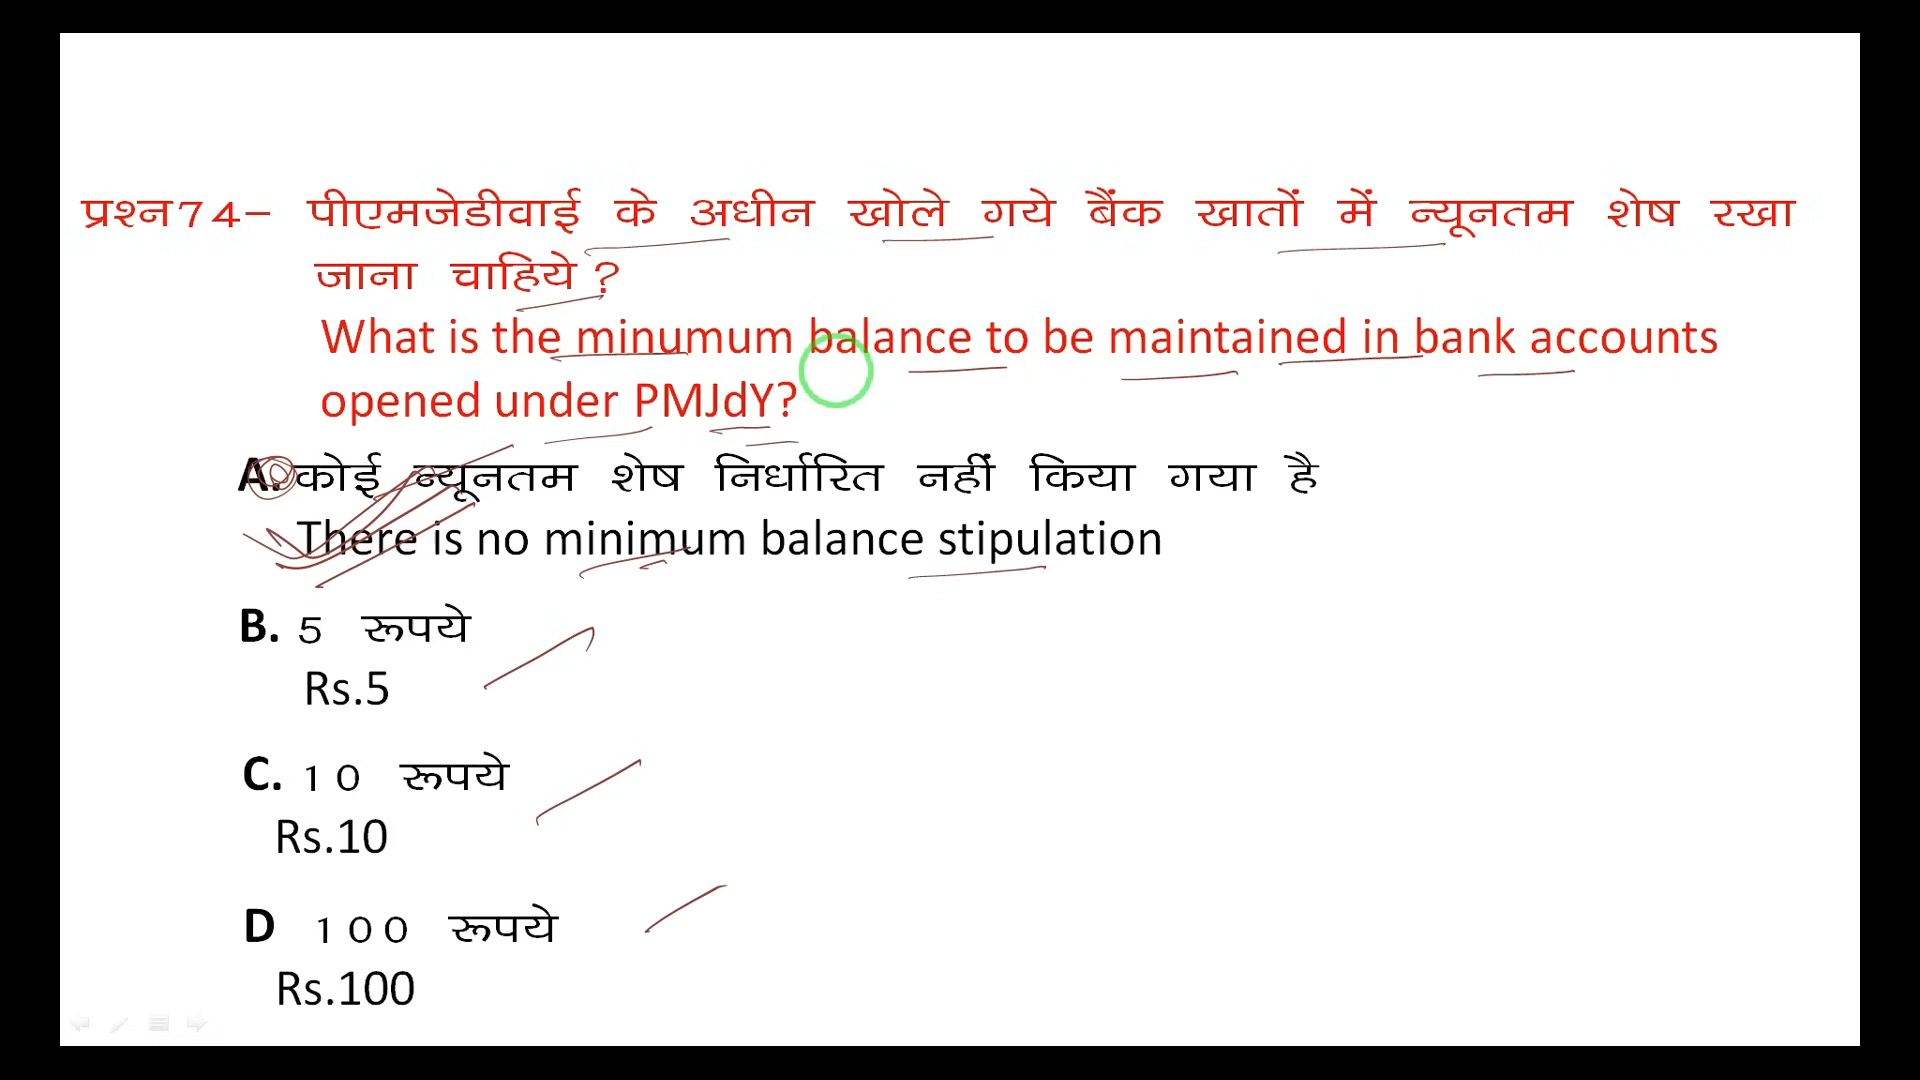 प्रश्न74– पीएमजेडीवाई के अधीन खोले गये बैंक खातों में न्यूनतम शेष रखा
जाना चाहिये ?
What is the minumum balance to be maintained in bank accounts
opened under PMJdY?
A. कोई न्यूनतम शेष निर्धारित नहीं किया गया है
There is no minimum balance stipulation
B. 5 रूपये
Rs.5
C. 10 रूपये
Rs.10
D 100 रूपये
Rs.100